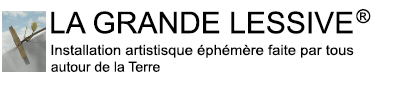 LA GRANDE LESSIVE®
Installation artistisque éphémère faite par tous
autour de la Terre